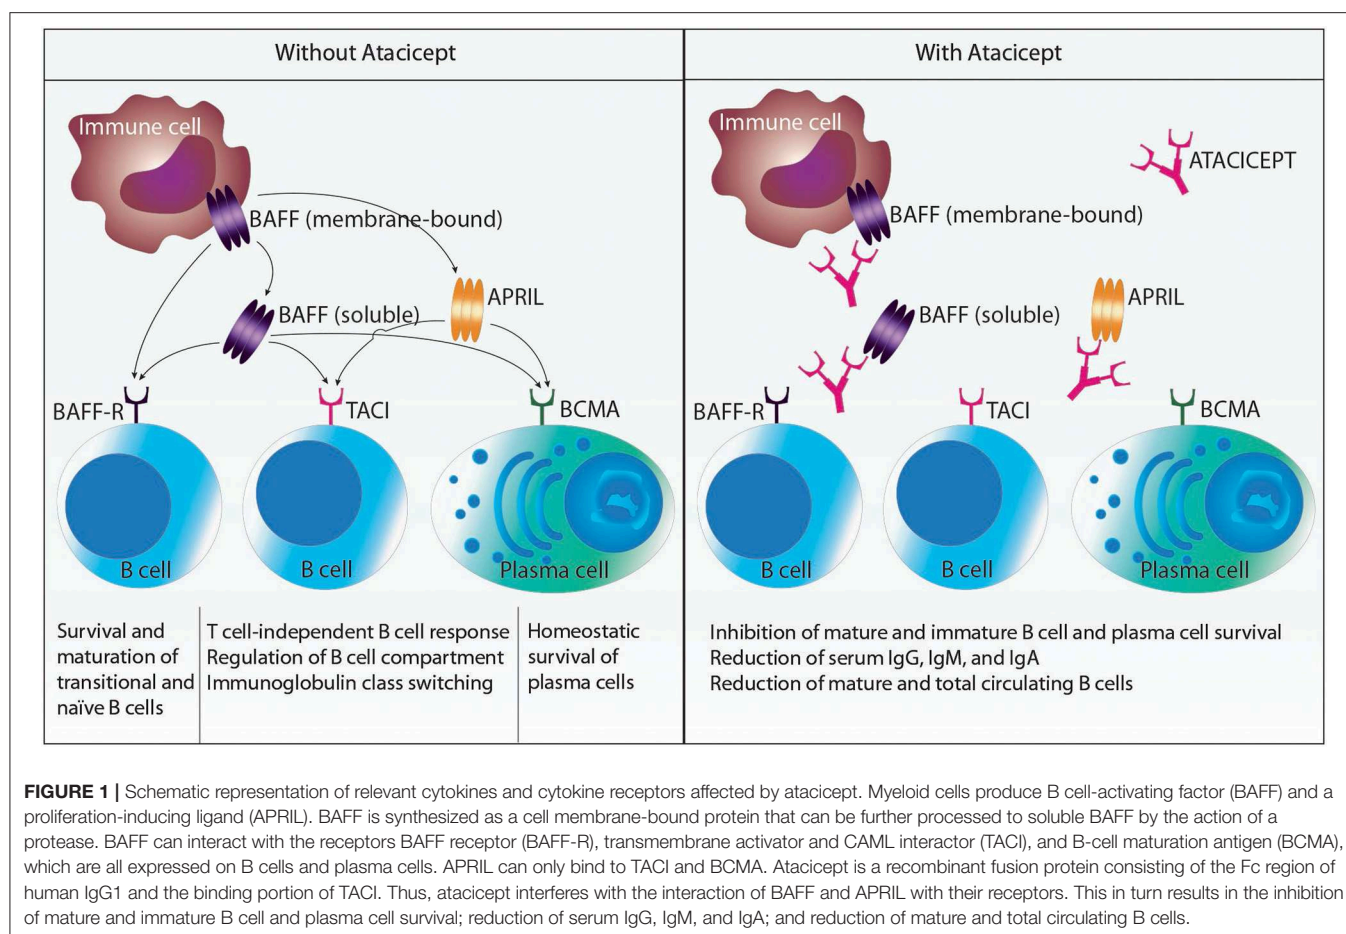 Without Atacicept
With Atacicept
Immune cell
BAFF (membrane-bound)
BAFF (soluble)
APRIL
BAFF-R
TACI
BCMA
B cell
B cell
Plasma cell
Survival and
maturation of
transitional and
naïve B cells
T cell-independent B cell response
Regulation of B cell compartment
Immunoglobulin class switching
Homeostatic
survival of
plasma cells
Immune cell
ATACICEPT
BAFF (membrane-bound)
APRIL
BAFF (soluble)
BAFF-R
TACI
BCMA
B cell
B cell
Plasma cell
Inhibition of mature and immature B cell and plasma cell survival
Reduction of serum IgG, IgM, and IgA
Reduction of mature and total circulating B cells
FIGURE 1 | Schematic representation of relevant cytokines and cytokine receptors affected by atacicept. Myeloid cells produce B cell-activating factor (BAFF) and a
proliferation-inducing ligand (APRIL). BAFF is synthesized as a cell membrane-bound protein that can be further processed to soluble BAFF by the action of a
protease. BAFF can interact with the receptors BAFF receptor (BAFF-R), transmembrane activator and CAML interactor (TACI), and B-cell maturation antigen (BCMA),
which are all expressed on B cells and plasma cells. APRIL can only bind to TACI and BCMA. Atacicept is a recombinant fusion protein consisting of the Fc region of
human IgG1 and the binding portion of TACI. Thus, atacicept interferes with the interaction of BAFF and APRIL with their receptors. This in turn results in the inhibition
of mature and immature B cell and plasma cell survival; reduction of serum IgG, IgM, and IgA; and reduction of mature and total circulating B cells.